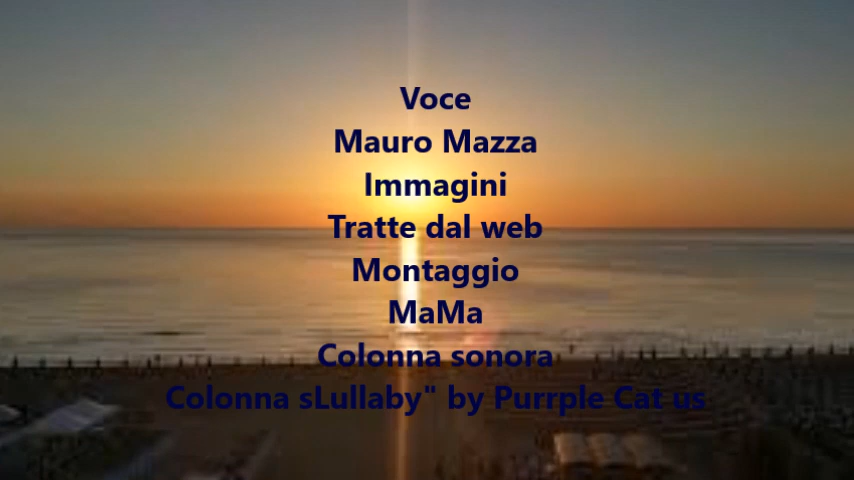 Voce
Mauro Mazza
Immagini
Tratte dal web
Montaggio
MaMa
Colonna sonora
Colonna sLullaby" by Purrple Cat us